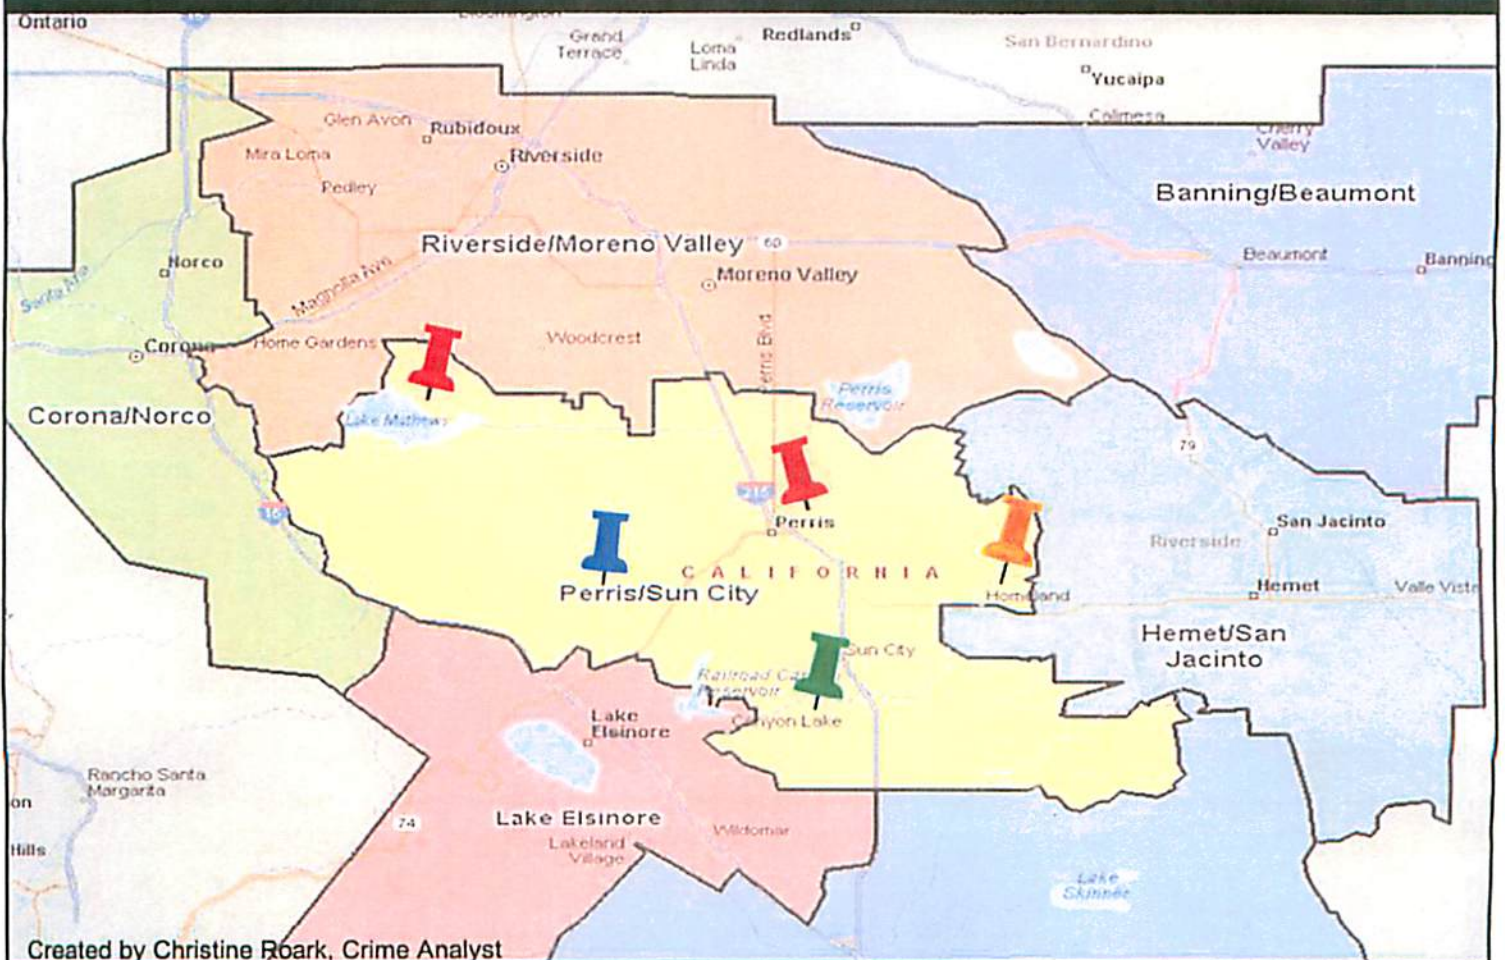 Ontario
Grand
Terrace
Loma
Linda
Redlands
San Bernardino
Yucaipa
Calimesa
Cherry
Valley
Glen Avon
Rubidoux
Mira Loma
Riverside
Pedley
Banning/Beaumont
Riverside/Moreno Valley
60
Beaumont
Banning
Norco
Moreno Valley
Santa
Magnolia Ave
Perris Blvd
Corona
Home Gardens
Woodcrest
Perris
Reservoir
Corona/Norco
Lake Mathews
79
215
15
Perris
San Jacinto
Riverside
CALIFORNIA
Perris/Sun City
Homeland
Hemet
Valle Vista
Hemet/San
Jacinto
Sun City
Railroad
Reservoir
Canyon Lake
Lake
Elsinore
Rancho Santa
Margarita
on
Hills
74
Lake Elsinore
Wildomar
Lakeland
Village
Lake
Skinner
Created by Christine Roark, Crime Analyst